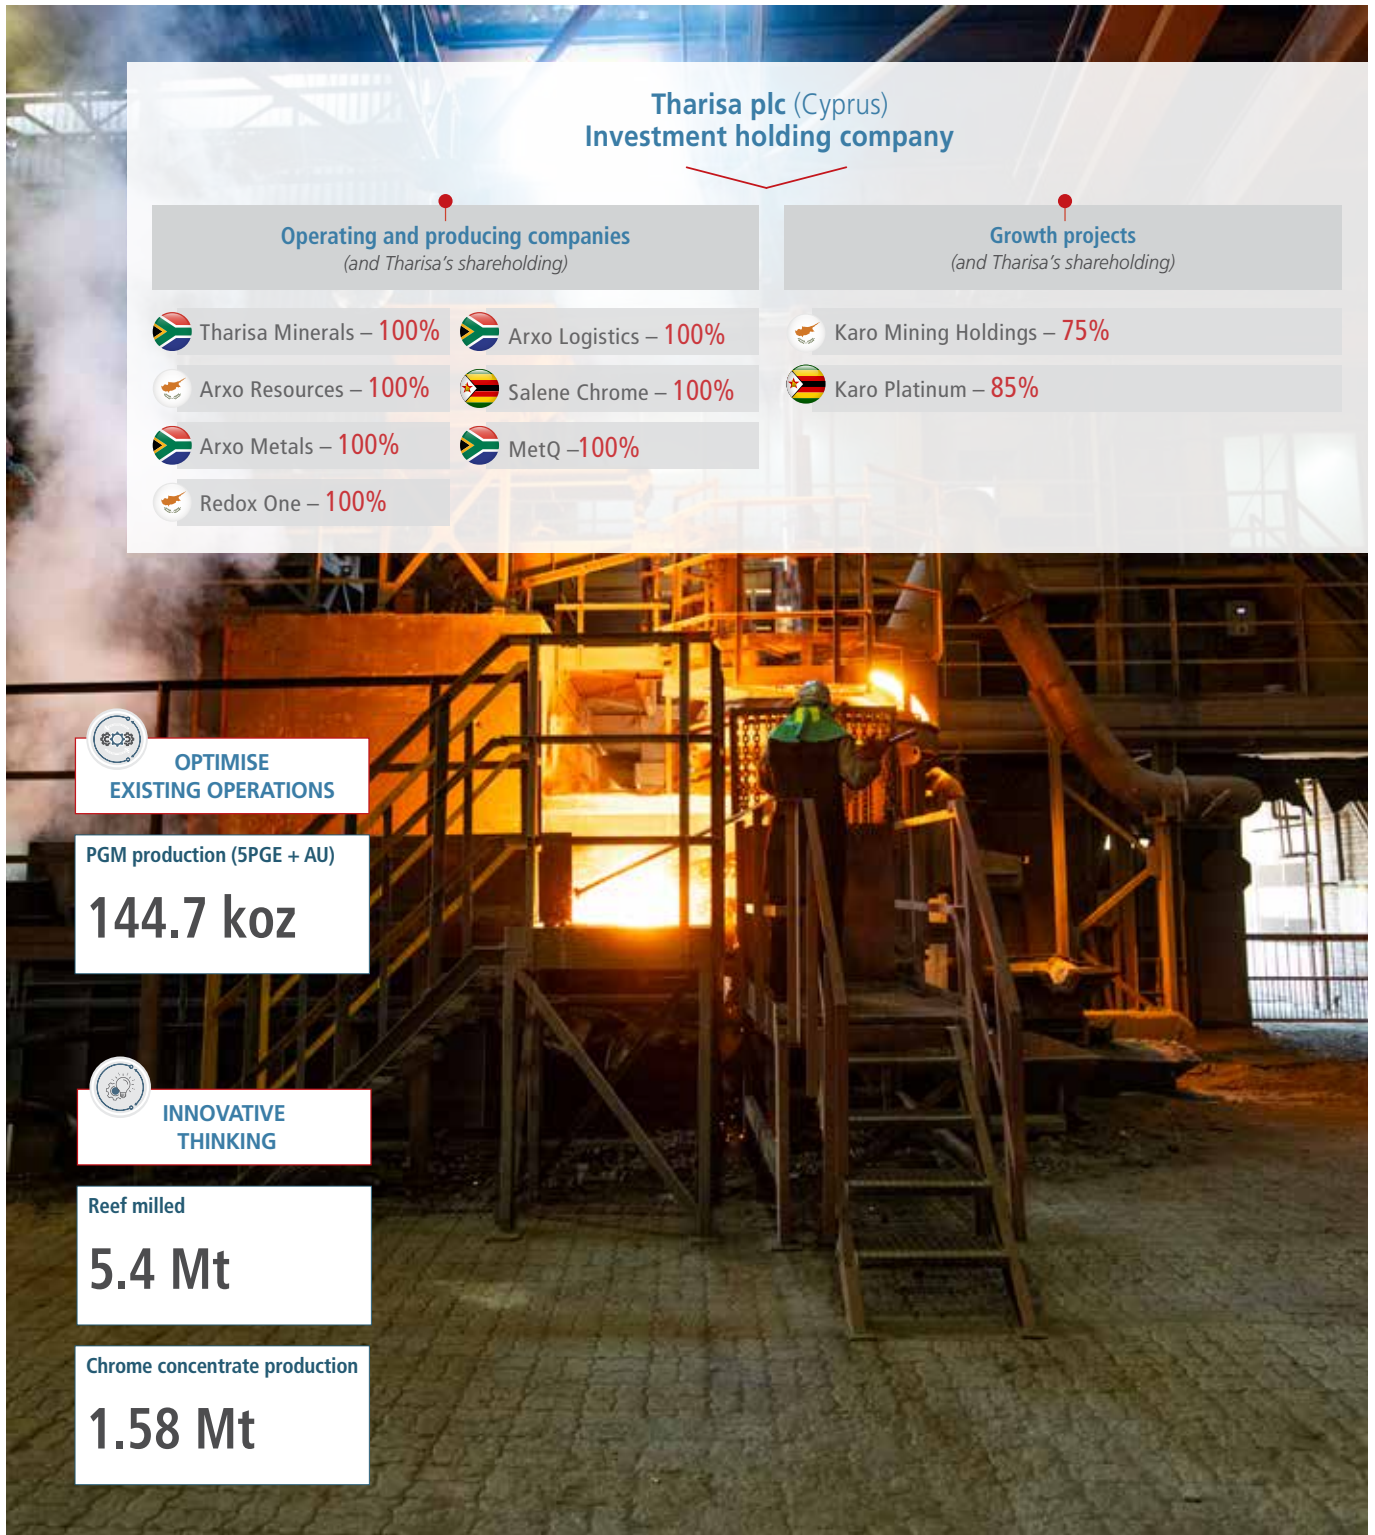 Tharisa plc (Cyprus)
Investment holding company
Operating and producing companies
(and Tharisa's shareholding)
Tharisa Minerals – 100%
Arxo Resources – 100%
Arxo Metals – 100%
Redox One – 100%
Arxo Logistics – 100%
Salene Chrome – 100%
MetQ –100%
Growth projects
(and Tharisa's shareholding)
Karo Mining Holdings – 75%
Karo Platinum – 85%
OPTIMISE
EXISTING OPERATIONS
PGM production (5PGE + AU)
144.7 koz
INNOVATIVE
THINKING
Reef milled
5.4 Mt
Chrome concentrate production
1.58 Mt